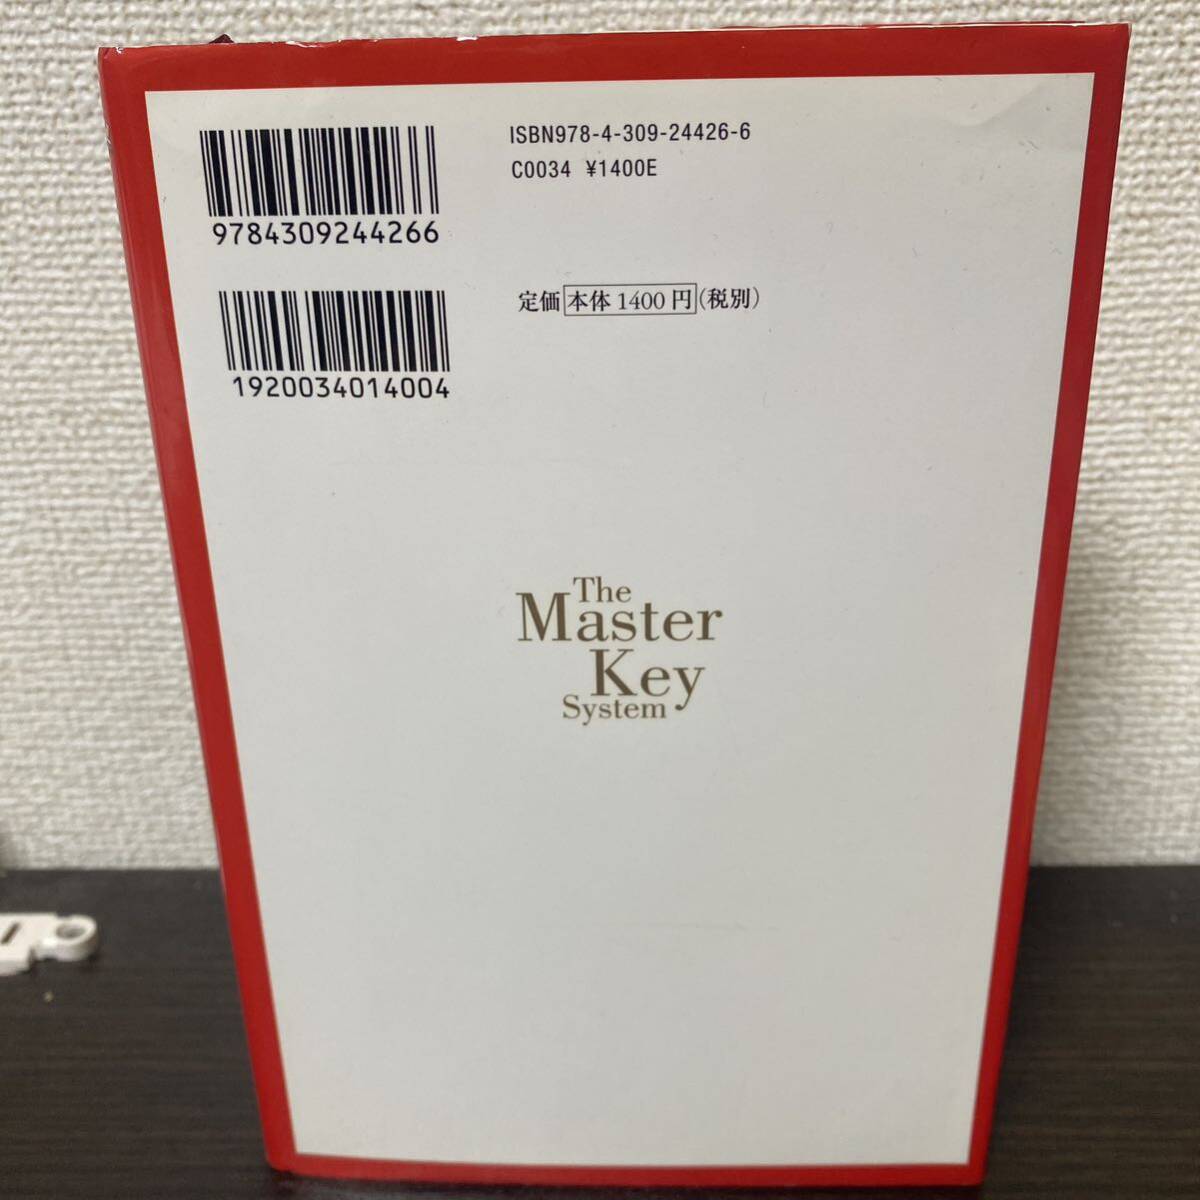 ISBN978-4-309-24426-6
C0034 ¥1400E
9784309244266
定価 本体1400円(税別)
1920034014004
The
Master
Key
System